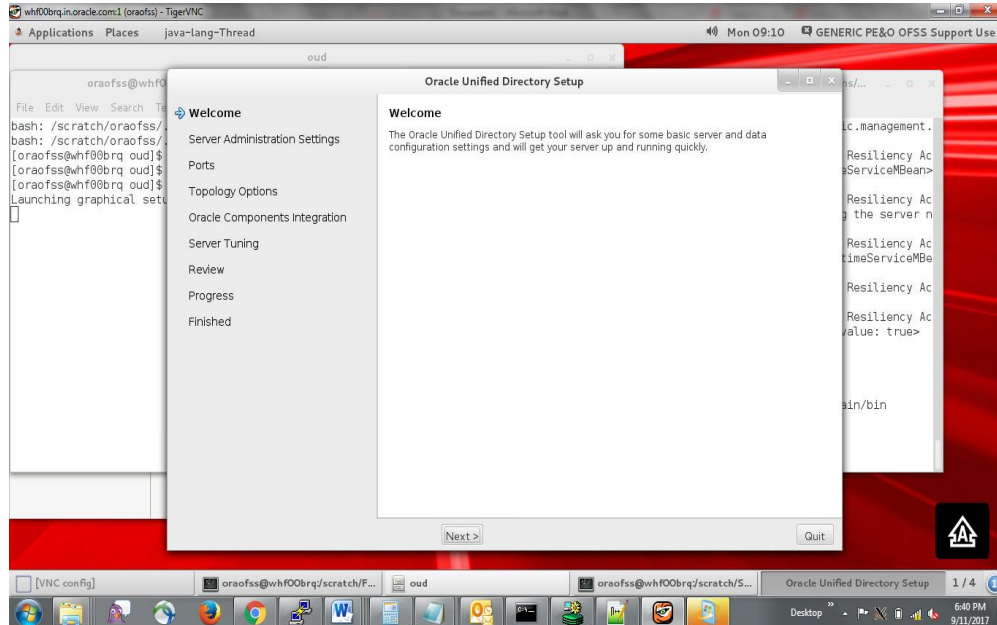 whf00brq.in.oracle.com:1 (oraofss) - TigerVNC
Applications Places java-lang-Thread Mon 09:10 GENERIC PE&O OFSS Support Use
oud
oraofss@whf0
Oracle Unified Directory Setup
ns/...
File Edit View Search Te
bash: /scratch/oraofss/.
bash: /scratch/oraofss/.
[oraofss@whf00brq oud]$
[oraofss@whf00brq oud]$
[oraofss@whf00brq oud]$
Launching graphical setu
Welcome
Server Administration Settings
Ports
Topology Options
Oracle Components Integration
Server Tuning
Review
Progress
Finished
Welcome
The Oracle Unified Directory Setup tool will ask you for some basic server and data
configuration settings and will get your server up and running quickly.
ic.management.
Resiliency Ac
eServiceMBean>
Resiliency Ac
g the server n
Resiliency Ac
timeServiceMBe
Resiliency Ac
Resiliency Ac
value: true>
ain/bin
Next >
Quit
[VNC config] oraofss@whf00brq:/scratch/F... oud oraofss@whf00brq:/scratch/S... Oracle Unified Directory Setup 1 / 4 1
Desktop 6:40 PM
9/11/2017